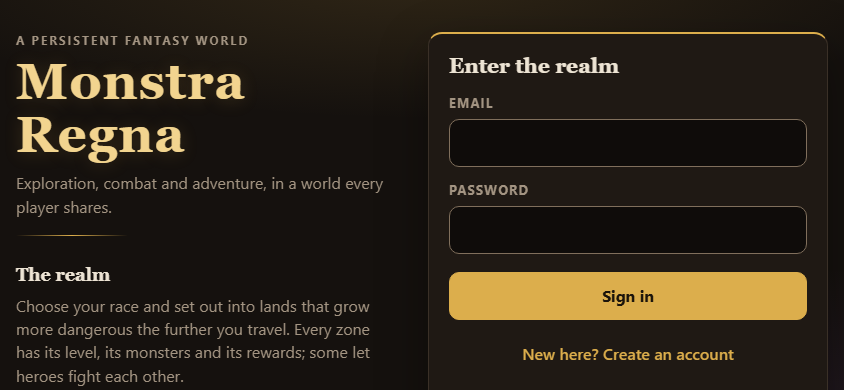 A PERSISTENT FANTASY WORLD
Monstra
Regna
Exploration, combat and adventure, in a world every
player shares.
The realm
Choose your race and set out into lands that grow
more dangerous the further you travel. Every zone
has its level, its monsters and its rewards; some let
heroes fight each other.
Enter the realm
EMAIL
PASSWORD
Sign in
New here? Create an account